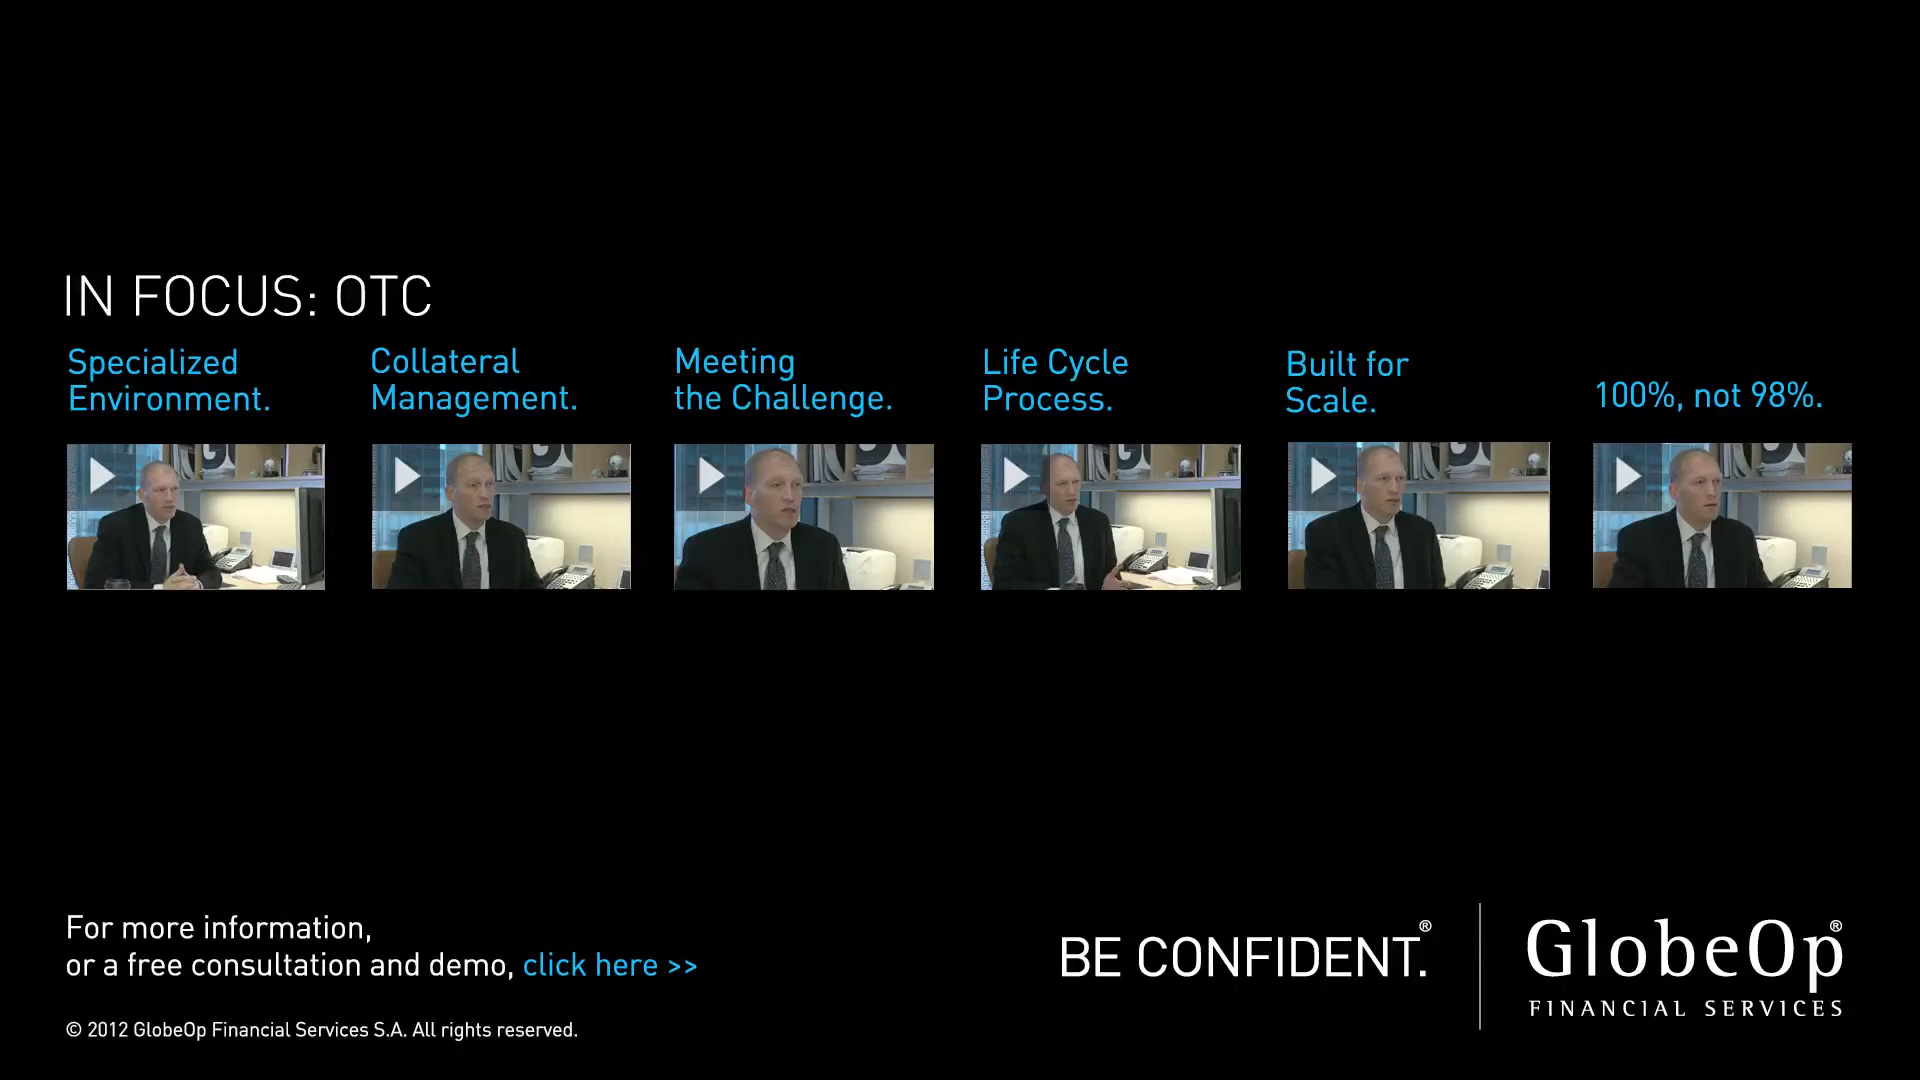 IN FOCUS: OTC
Specialized
Environment.
Collateral
Management.
Meeting
the Challenge.
Life Cycle
Process.
Built for
Scale.
100%, not 98%.
For more information,
or a free consultation and demo, click here >>
© 2012 GlobeOp Financial Services S.A. All rights reserved.
BE CONFIDENT.®
GlobeOp®
FINANCIAL SERVICES